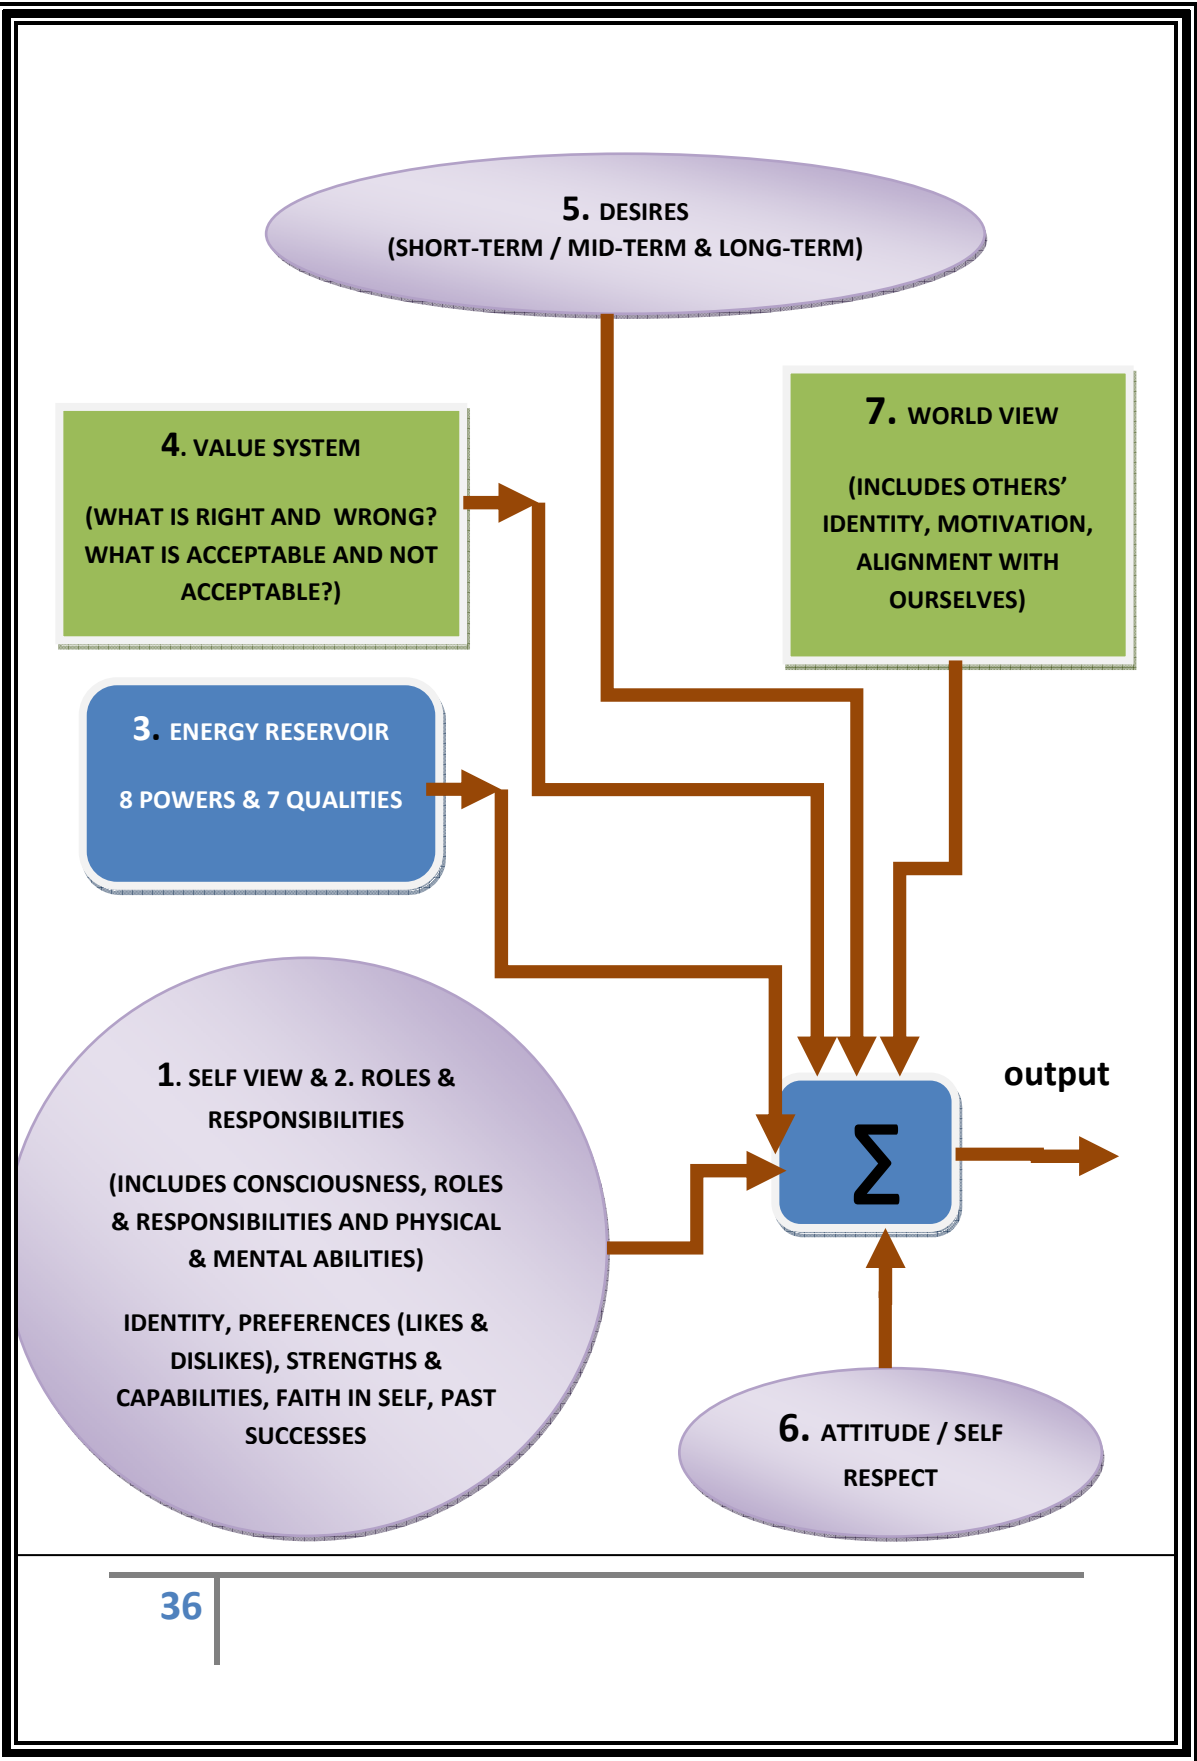 5. DESIRES
(SHORT-TERM / MID-TERM & LONG-TERM)
7. WORLD VIEW
(INCLUDES OTHERS’
IDENTITY, MOTIVATION,
ALIGNMENT WITH
OURSELVES)
4. VALUE SYSTEM
(WHAT IS RIGHT AND WRONG?
WHAT IS ACCEPTABLE AND NOT
ACCEPTABLE?)
3. ENERGY RESERVOIR
8 POWERS & 7 QUALITIES
1. SELF VIEW & 2. ROLES &
RESPONSIBILITIES
(INCLUDES CONSCIOUSNESS, ROLES
& RESPONSIBILITIES AND PHYSICAL
& MENTAL ABILITIES)
IDENTITY, PREFERENCES (LIKES &
DISLIKES), STRENGTHS &
CAPABILITIES, FAITH IN SELF, PAST
SUCCESSES
∑
output
6. ATTITUDE / SELF
RESPECT
36